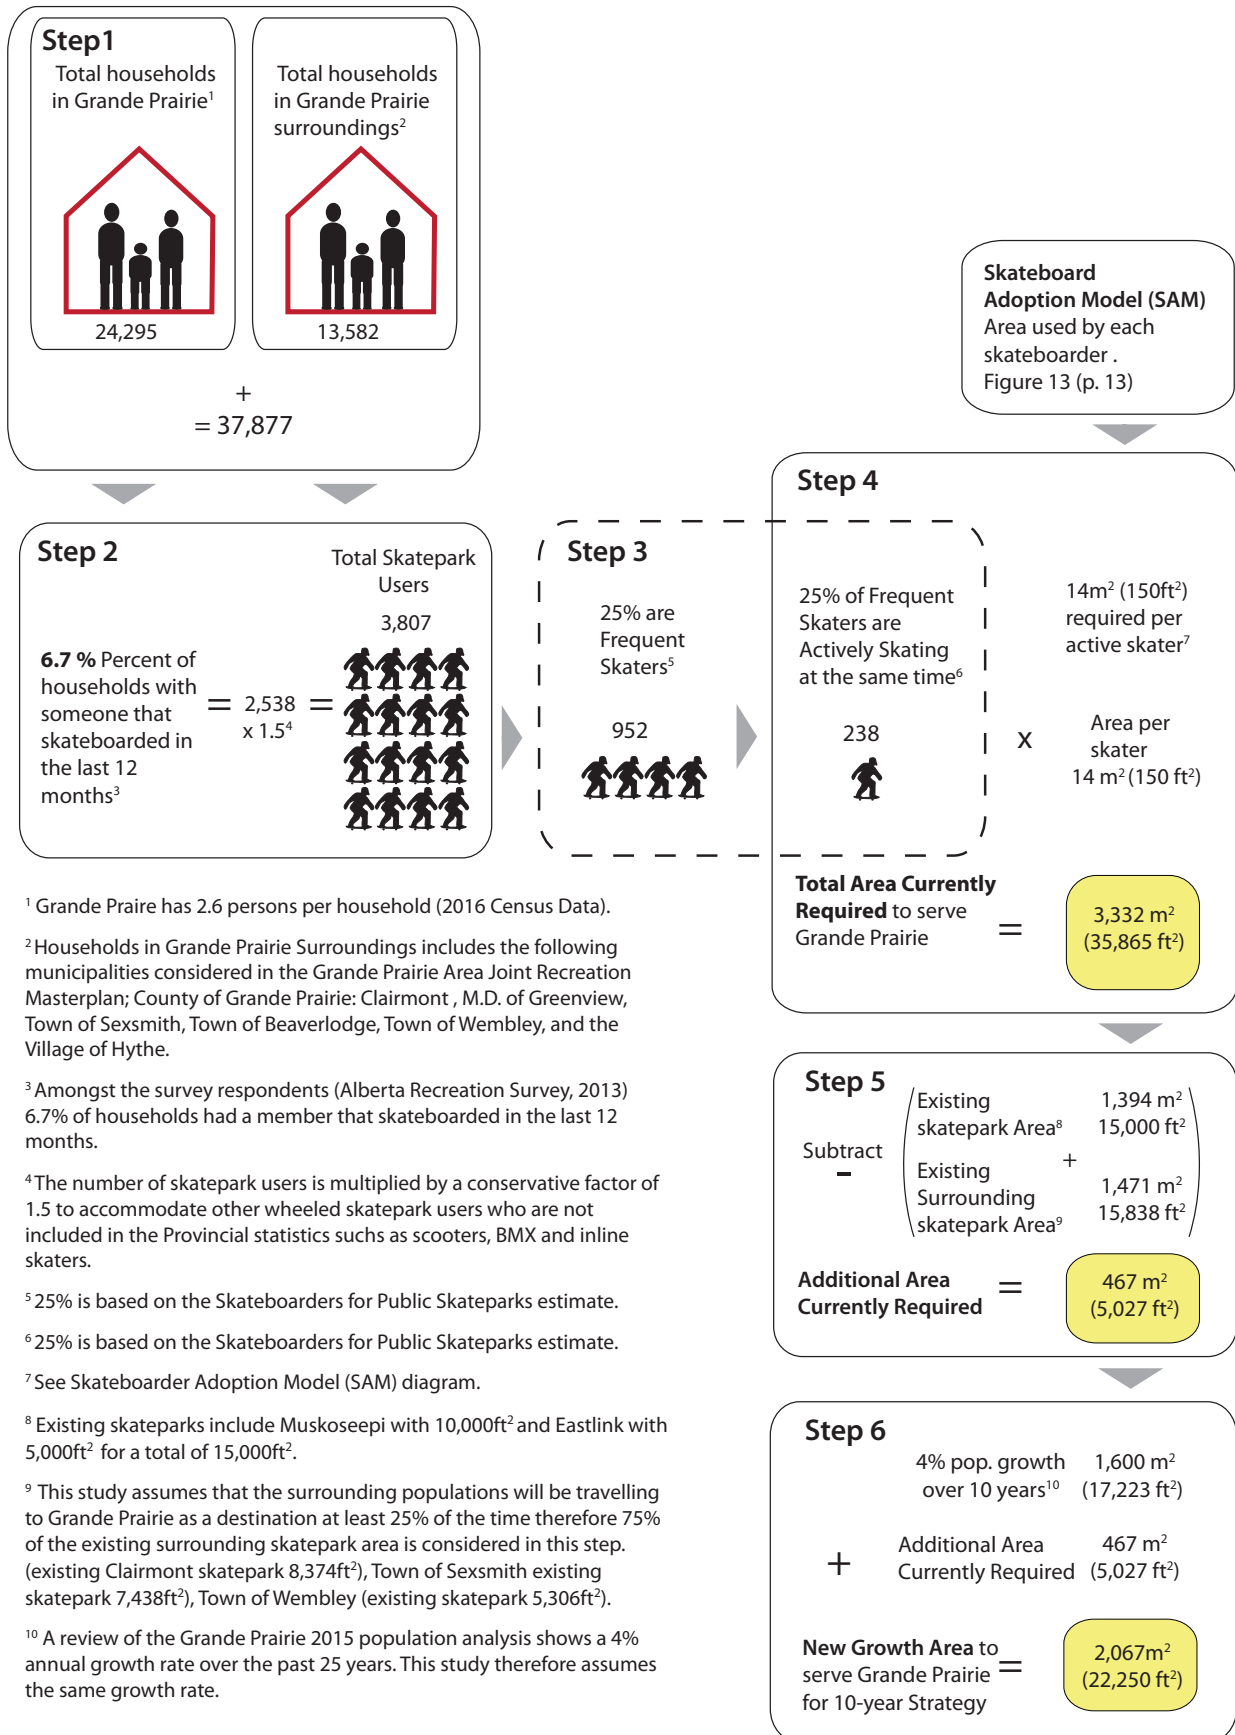 Step1
Total households
in Grande Prairie¹
24,295
Total households
in Grande Prairie
surroundings²
13,582
+
= 37,877
Skateboard
Adoption Model (SAM)
Area used by each
skateboarder .
Figure 13 (p. 13)
Step 2
6.7 % Percent of
households with
someone that
skateboarded in
the last 12
months³
=
2,538
x 1.5⁴
=
Total Skatepark
Users
3,807
Step 3
25% are
Frequent
Skaters⁵
952
Step 4
25% of Frequent
Skaters are
Actively Skating
at the same time⁶
238
x
14m² (150ft²)
required per
active skater⁷
Area per
skater
14 m² (150 ft²)
Total Area Currently
Required to serve
Grande Prairie
=
3,332 m²
(35,865 ft²)
Step 5
Subtract
-
Existing
skatepark Area⁸
1,394 m²
15,000 ft²
+
Existing
Surrounding
skatepark Area⁹
1,471 m²
15,838 ft²
Additional Area
Currently Required
=
467 m²
(5,027 ft²)
Step 6
4% pop. growth
over 10 years¹⁰
1,600 m²
(17,223 ft²)
+
Additional Area
Currently Required
467 m²
(5,027 ft²)
New Growth Area to
serve Grande Prairie
for 10-year Strategy
=
2,067m²
(22,250 ft²)
¹ Grande Praire has 2.6 persons per household (2016 Census Data).
² Households in Grande Prairie Surroundings includes the following
municipalities considered in the Grande Prairie Area Joint Recreation
Masterplan; County of Grande Prairie: Clairmont , M.D. of Greenview,
Town of Sexsmith, Town of Beaverlodge, Town of Wembley, and the
Village of Hythe.
³ Amongst the survey respondents (Alberta Recreation Survey, 2013)
6.7% of households had a member that skateboarded in the last 12
months.
⁴ The number of skatepark users is multiplied by a conservative factor of
1.5 to accommodate other wheeled skatepark users who are not
included in the Provincial statistics suchs as scooters, BMX and inline
skaters.
⁵ 25% is based on the Skateboarders for Public Skateparks estimate.
⁶ 25% is based on the Skateboarders for Public Skateparks estimate.
⁷ See Skateboarder Adoption Model (SAM) diagram.
⁸ Existing skateparks include Muskoseepi with 10,000ft² and Eastlink with
5,000ft² for a total of 15,000ft².
⁹ This study assumes that the surrounding populations will be travelling
to Grande Prairie as a destination at least 25% of the time therefore 75%
of the existing surrounding skatepark area is considered in this step.
(existing Clairmont skatepark 8,374ft²), Town of Sexsmith existing
skatepark 7,438ft²), Town of Wembley (existing skatepark 5,306ft²).
¹⁰ A review of the Grande Prairie 2015 population analysis shows a 4%
annual growth rate over the past 25 years. This study therefore assumes
the same growth rate.